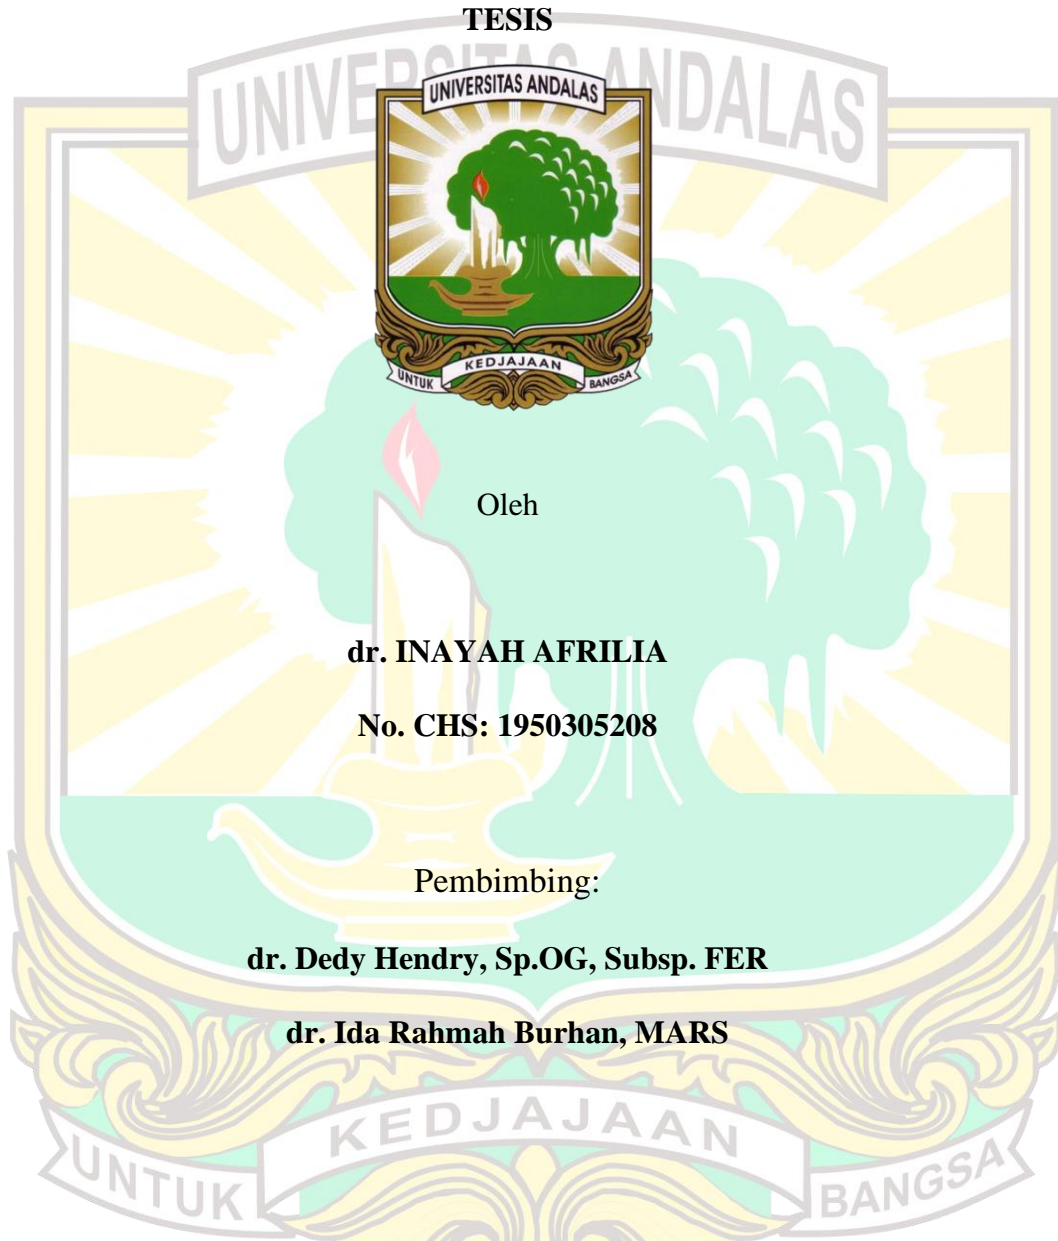 TESIS
UNIVERSITAS ANDALAS
UNIVERSITAS ANDALAS
UNTUK KEDJAJAAN BANGSA
Oleh
dr. INAYAH AFRILIA
No. CHS: 1950305208
Pembimbing:
dr. Dedy Hendry, Sp.OG, Subsp. FER
dr. Ida Rahmah Burhan, MARS
UNTUK KEDJAJAAN BANGSA